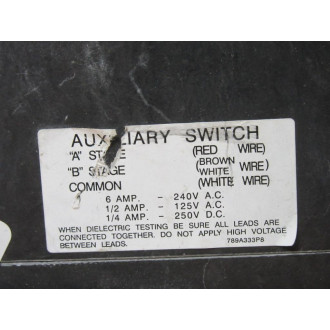 AUXILIARY SWITCH
"A" STAGE (RED WIRE)
"B" STAGE (BROWN WHITE WIRE)
COMMON (WHITE WIRE)
6 AMP. - 240V A.C.
1/2 AMP. - 125V A.C.
1/4 AMP. - 250V D.C.
WHEN DIELECTRIC TESTING BE SURE ALL LEADS ARE
CONNECTED TOGETHER. DO NOT APPLY HIGH VOLTAGE
BETWEEN LEADS. 789A333P8